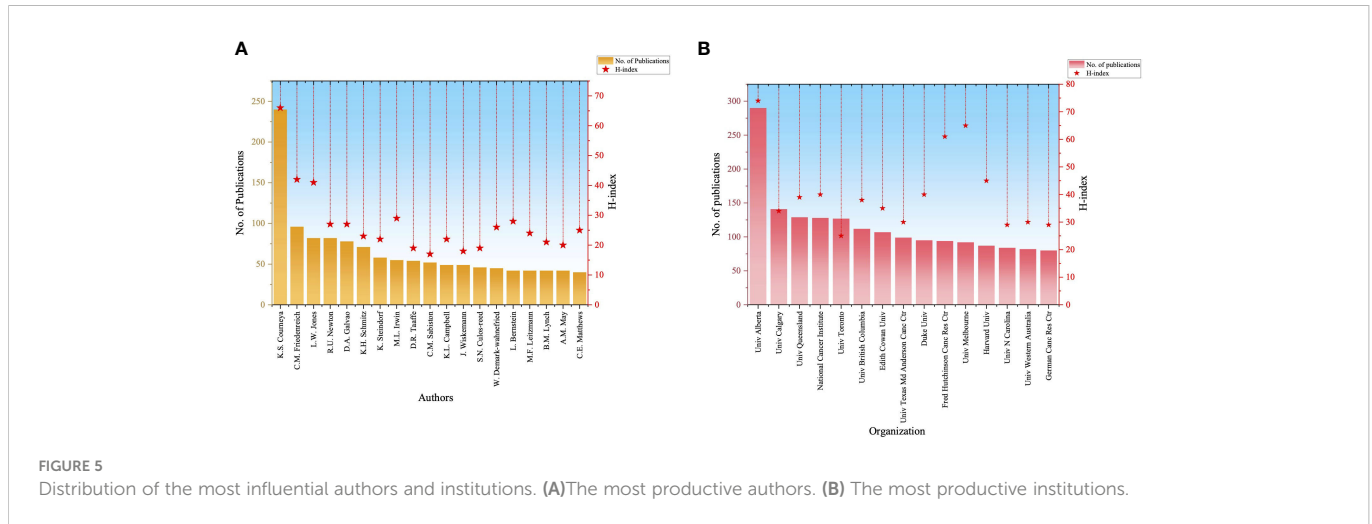 A
No. of Publications
H-index
No. of Publications
250
200
150
100
50
0
70
60
50
40
30
20
10
0
H-index
K.S. Courneya
C.M. Friedenreich
L.W. Jones
R.U. Newton
D.A. Galvao
K.H. Schmitz
K. Steindorf
M.L. Irwin
D.R. Taaffe
C.M. Sabiston
K.L. Campbell
J. Wiskemann
S.N. Culos-reed
W. Demark-wahnefried
L. Bernstein
M.F. Leitzmann
B.M. Lynch
A.M. May
C.E. Matthews
Authors
B
No. of publications
H-index
No. of publications
300
250
200
150
100
50
0
80
70
60
50
40
30
20
10
0
H-index
Univ Alberta
Univ Calgary
Univ Queensland
National Cancer Institute
Univ Toronto
Univ British Columbia
Edith Cowan Univ
Univ Texas Md Anderson Canc Ctr
Duke Univ
Fred Hutchinson Canc Res Ctr
Univ Melbourne
Harvard Univ
Univ N Carolina
Univ Western Australia
German Canc Res Ctr
Organization
FIGURE 5
Distribution of the most influential authors and institutions. (A)The most productive authors. (B) The most productive institutions.